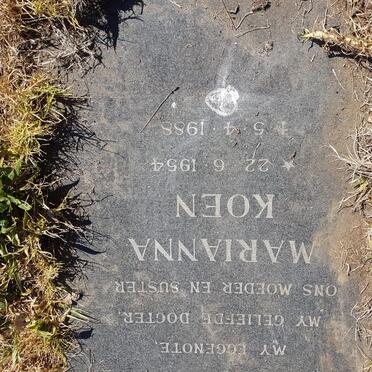 MY EGGENOTE,
MY GELIEFDE DOGTER,
ONS MOEDER EN SUSTER
MARIANNA
KOEN
★ 22·6·1954
✝ 5·4·1988